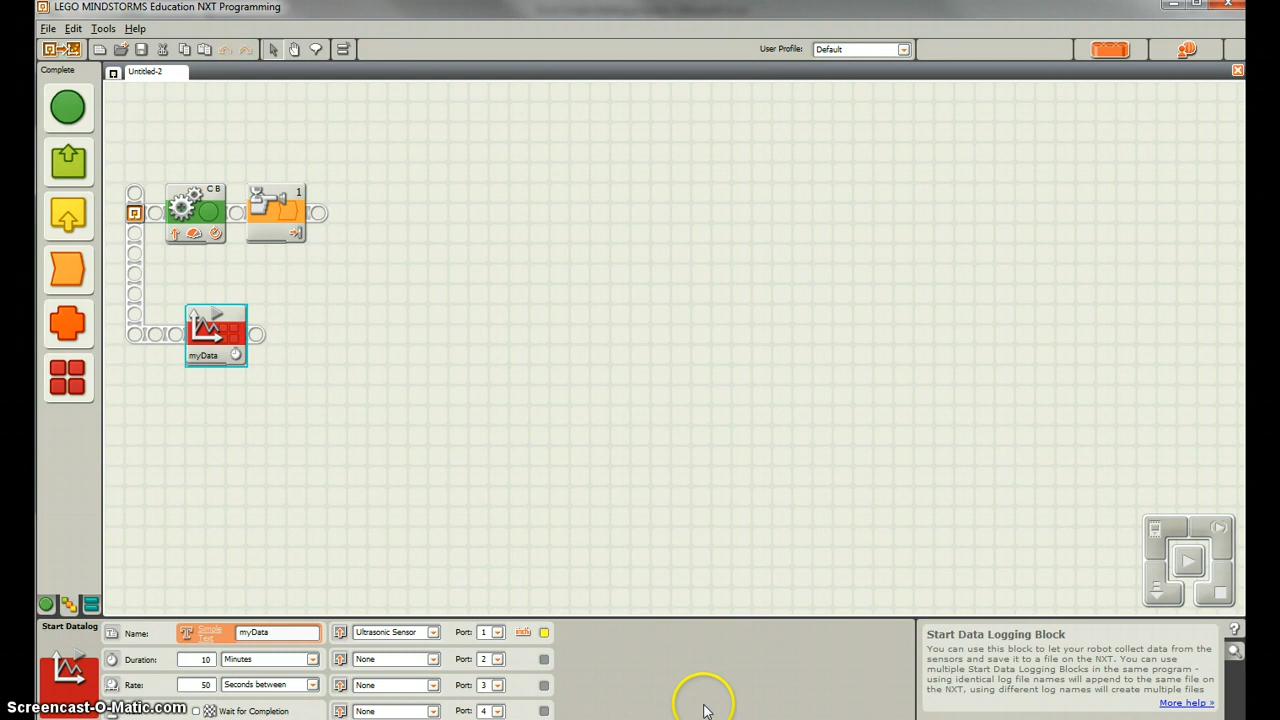 LEGO MINDSTORMS Education NXT Programming
File Edit Tools Help
User Profile: Default
Complete
Untitled-2
C B
1
myData
Start Datalog
Name: Simple Text myData
Ultrasonic Sensor Port: 1
Duration: 10 Minutes
None Port: 2
Rate: 50 Seconds between
None Port: 3
Wait for Completion
None Port: 4
Start Data Logging Block
You can use this block to let your robot collect data from the
sensors and save it to a file on the NXT. You can use
multiple Start Data Logging Blocks in the same program -
using identical log file names will append to the same file on
the NXT, using different log names will create multiple files
More help »
Screencast-O-Matic.com